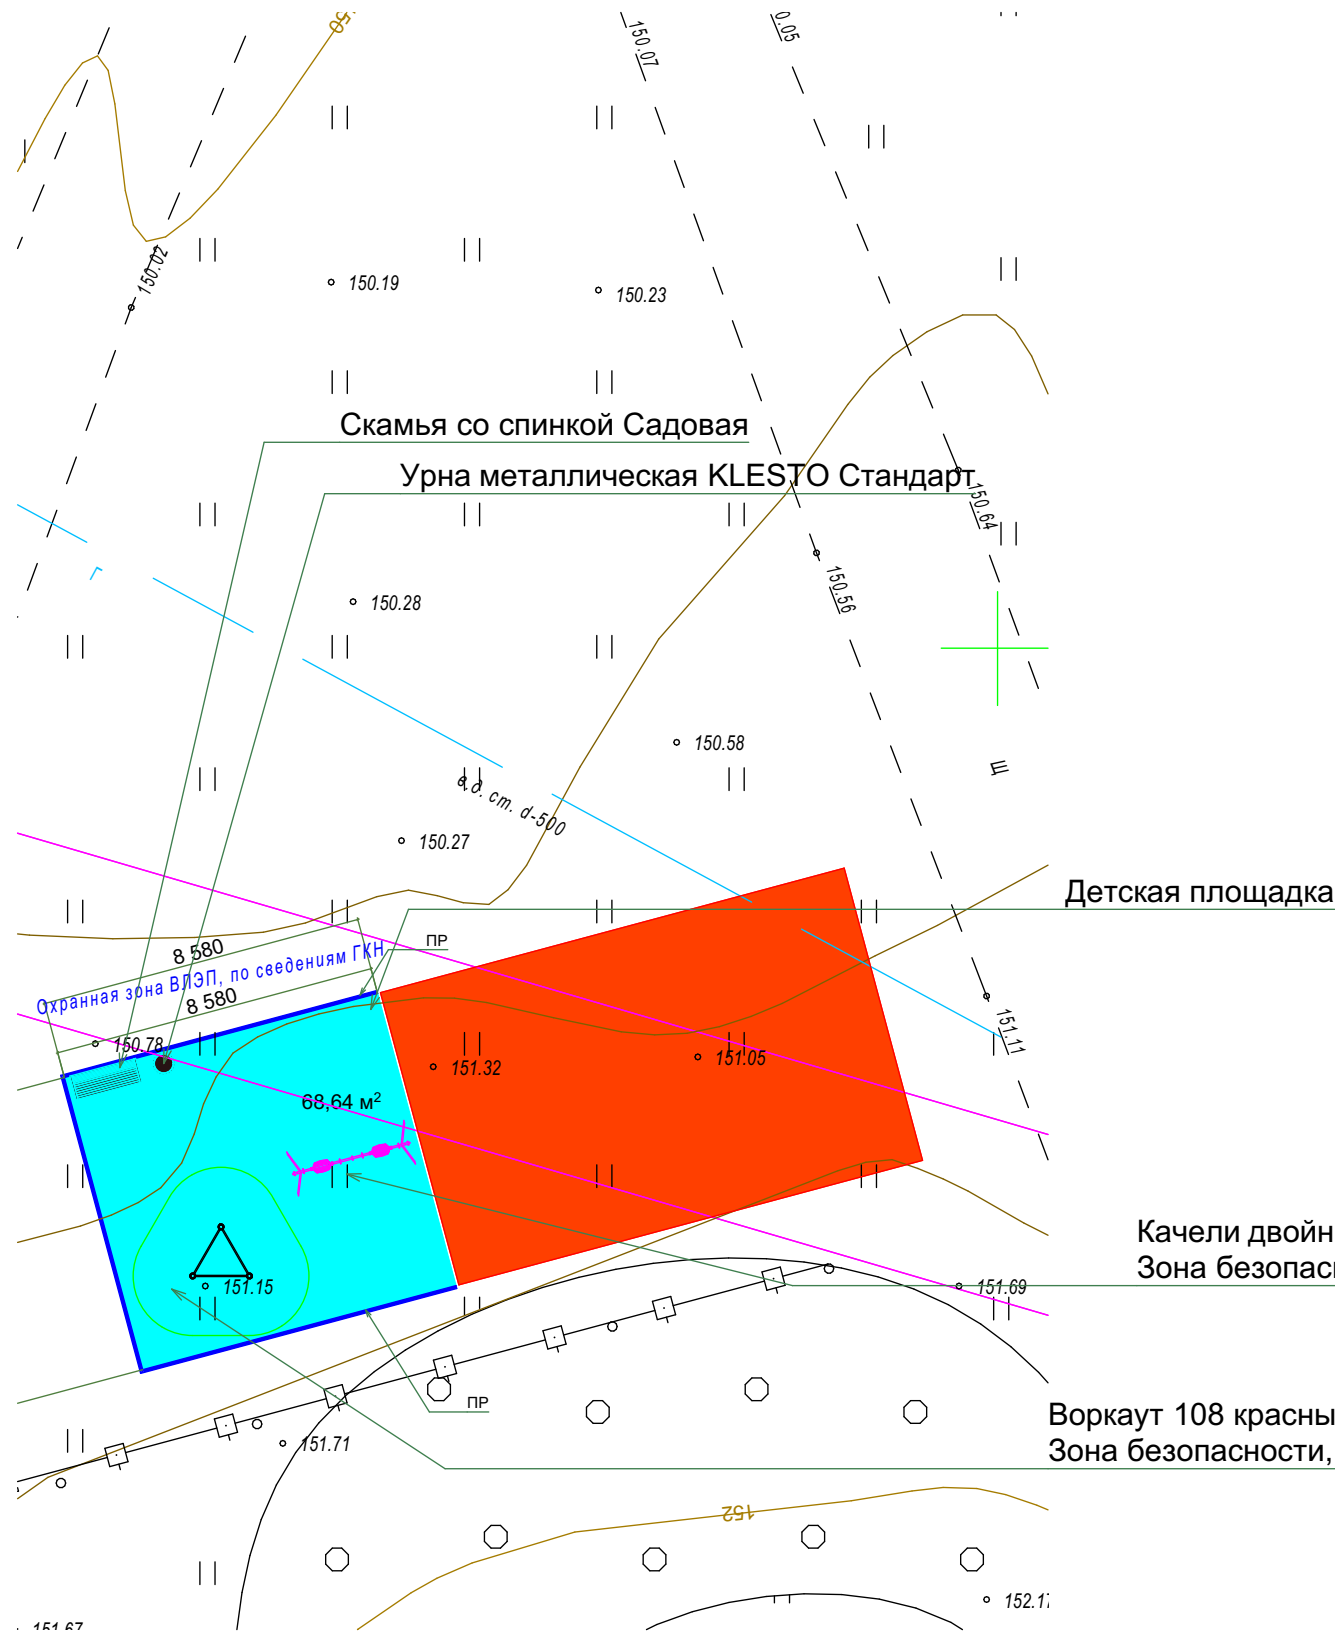 50
150.07
0.05
150.02
150.19
150.23
Скамья со спинкой Садовая
Урна металлическая KLESTO Стандарт
150.64
Г
150.56
150.28
150.58
Щ
в.д. ст. d-500
150.27
Детская площадка
8 580
ПР
Охранная зона ВЛЭП, по сведениям ГКН
8 580
150.78
151.11
151.32
151.05
68,64 м²
Качели двойн
Зона безопас
151.15
151.69
ПР
Воркаут 108 красны
Зона безопасности,
151.71
152
152.17
151.67